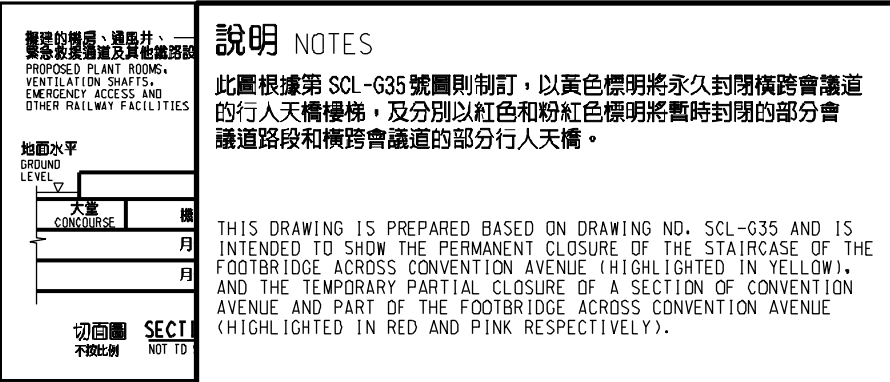 擬建的機房、通風井、
緊急救援通道及其他鐵路設
PROPOSED PLANT ROOMS,
VENTILATION SHAFTS,
EMERGENCY ACCESS AND
OTHER RAILWAY FACILITIES
地面水平
GROUND
LEVEL
大堂
CONCOURSE
機
月
月
切面圖 SECTI
不按比例 NOT TO
說明 NOTES
此圖根據第 SCL-G35 號圖則制訂，以黃色標明將永久封閉橫跨會議道
的行人天橋樓梯，及分別以紅色和粉紅色標明將暫時封閉的部分會
議道路段和橫跨會議道的部分行人天橋。
THIS DRAWING IS PREPARED BASED ON DRAWING NO. SCL-G35 AND IS
INTENDED TO SHOW THE PERMANENT CLOSURE OF THE STAIRCASE OF THE
FOOTBRIDGE ACROSS CONVENTION AVENUE (HIGHLIGHTED IN YELLOW),
AND THE TEMPORARY PARTIAL CLOSURE OF A SECTION OF CONVENTION
AVENUE AND PART OF THE FOOTBRIDGE ACROSS CONVENTION AVENUE
(HIGHLIGHTED IN RED AND PINK RESPECTIVELY).